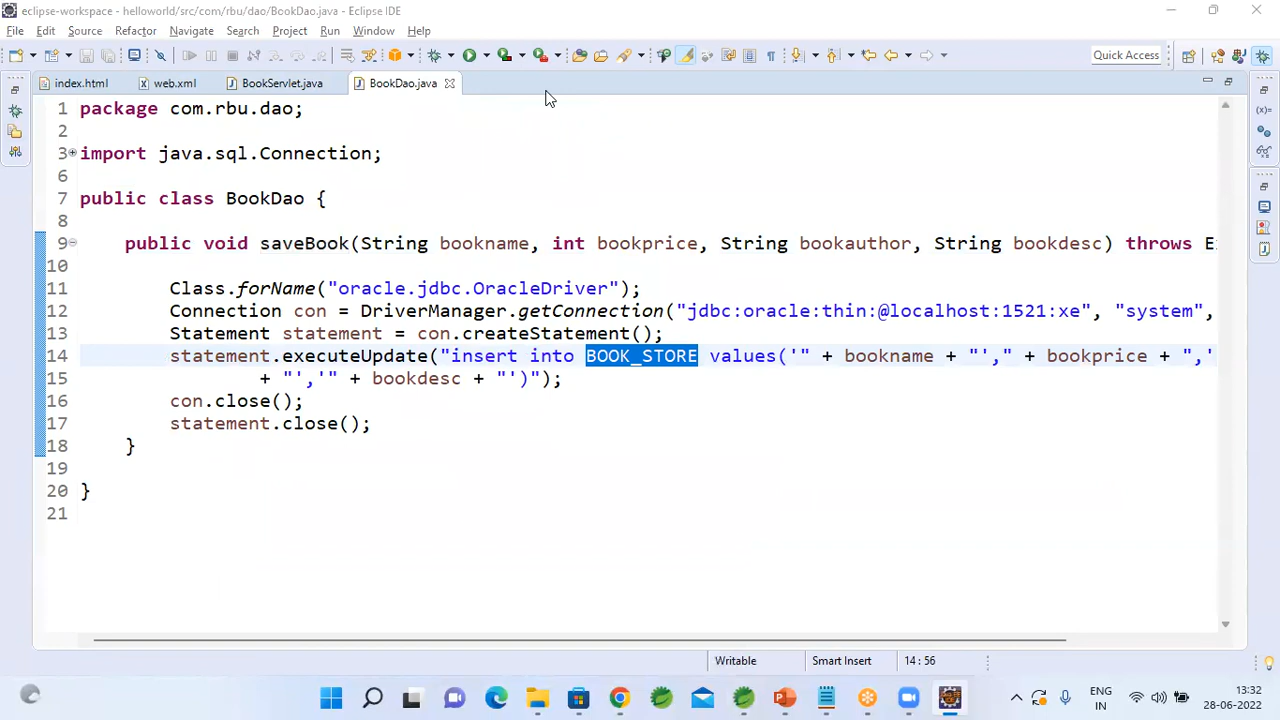 eclipse-workspace - helloworld/src/com/rbu/dao/BookDao.java - Eclipse IDE
File Edit Source Refactor Navigate Search Project Run Window Help
Quick Access
index.html web.xml BookServlet.java BookDao.java
1 package com.rbu.dao;
2
3 import java.sql.Connection;
6
7 public class BookDao {
8
9 public void saveBook(String bookname, int bookprice, String bookauthor, String bookdesc) throws E
10
11 Class.forName("oracle.jdbc.OracleDriver");
12 Connection con = DriverManager.getConnection("jdbc:oracle:thin:@localhost:1521:xe", "system",
13 Statement statement = con.createStatement();
14 statement.executeUpdate("insert into BOOK_STORE values('" + bookname + "'," + bookprice + ",'
15 + "','" + bookdesc + "')");
16 con.close();
17 statement.close();
18 }
19
20 }
21
Writable Smart Insert 14 : 56
ENG 13:32
IN 28-06-2022